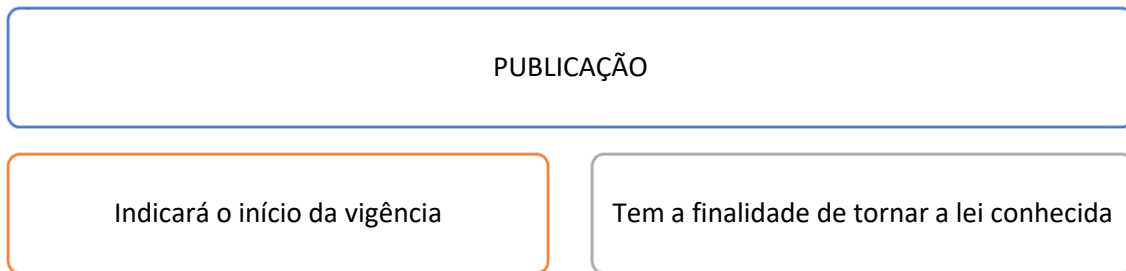 PUBLICAÇÃO
Indicará o início da vigência
Tem a finalidade de tornar a lei conhecida